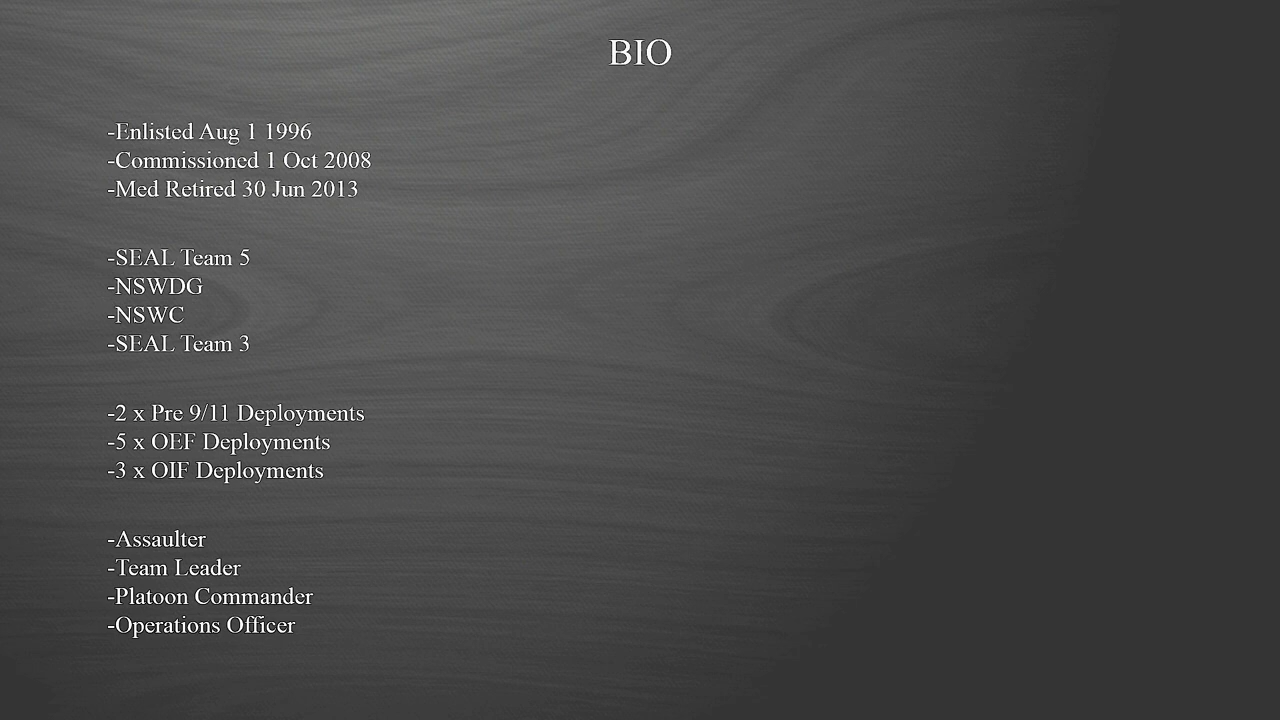 BIO
-Enlisted Aug 1 1996
-Commissioned 1 Oct 2008
-Med Retired 30 Jun 2013
-SEAL Team 5
-NSWDG
-NSWC
-SEAL Team 3
-2 x Pre 9/11 Deployments
-5 x OEF Deployments
-3 x OIF Deployments
-Assaulter
-Team Leader
-Platoon Commander
-Operations Officer